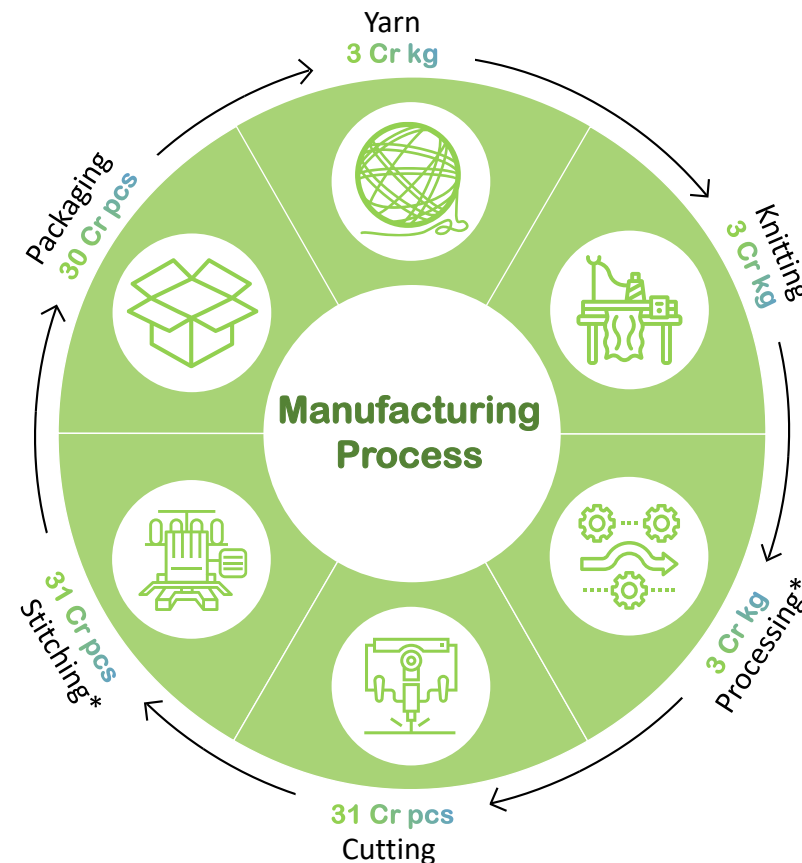 Yarn
3 Cr kg
Knitting
3 Cr kg
Processing*
3 Cr kg
31 Cr pcs
Cutting
31 Cr pcs
Stitching*
Packaging
30 Cr pcs
Manufacturing
Process